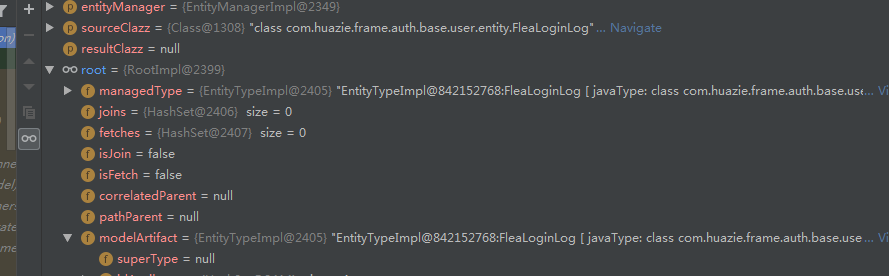 entityManager = {EntityManagerImpl@2349}
sourceClazz = {Class@1308} "class com.huazie.frame.auth.base.user.entity.FleaLoginLog"... Navigate
resultClazz = null
root = {RootImpl@2399}
managedType = {EntityTypeImpl@2405} "EntityTypeImpl@842152768:FleaLoginLog [ javaType: class com.huazie.frame.auth.base.use... Vi
joins = {HashSet@2406} size = 0
fetches = {HashSet@2407} size = 0
isJoin = false
isFetch = false
correlatedParent = null
pathParent = null
modelArtifact = {EntityTypeImpl@2405} "EntityTypeImpl@842152768:FleaLoginLog [ javaType: class com.huazie.frame.auth.base.use... Vi
superType = null